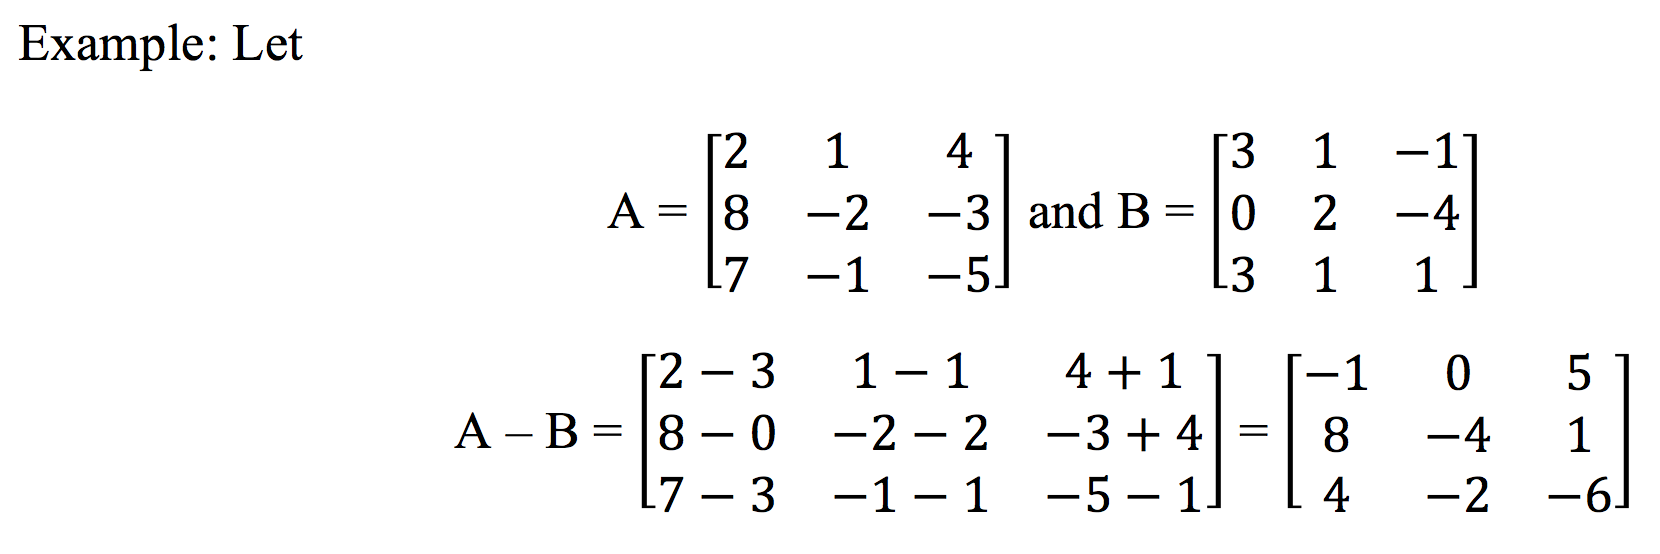 Example: Let
A = [2 1 4; 8 −2 −3; 7 −1 −5] and B = [3 1 −1; 0 2 −4; 3 1 1]
A – B = [2 − 3 1 − 1 4 + 1; 8 − 0 −2 − 2 −3 + 4; 7 − 3 −1 − 1 −5 − 1] = [−1 0 5; 8 −4 1; 4 −2 −6]